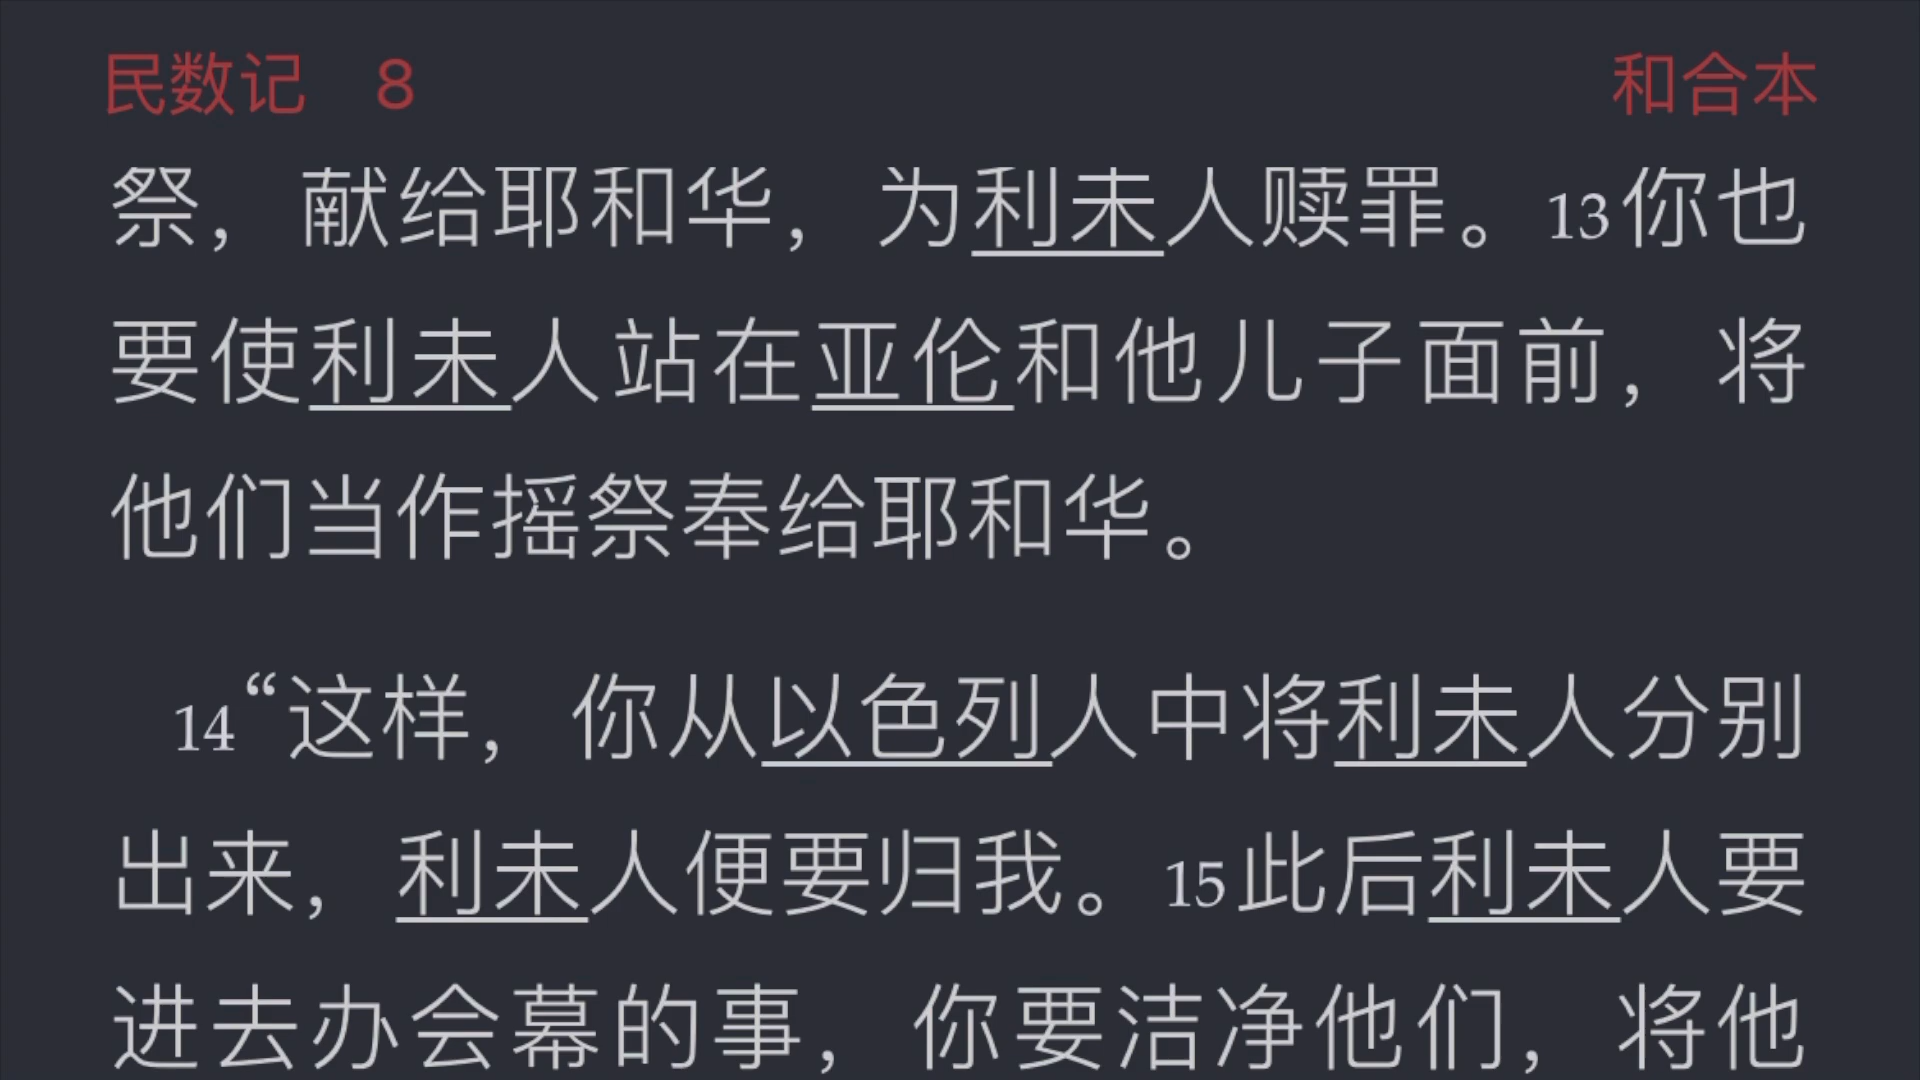 民数记 8 和合本
祭，献给耶和华，为利未人赎罪。13你也
要使利未人站在亚伦和他儿子面前，将
他们当作摇祭奉给耶和华。
14“这样，你从以色列人中将利未人分别
出来，利未人便要归我。15此后利未人要
进去办会幕的事，你要洁净他们，将他